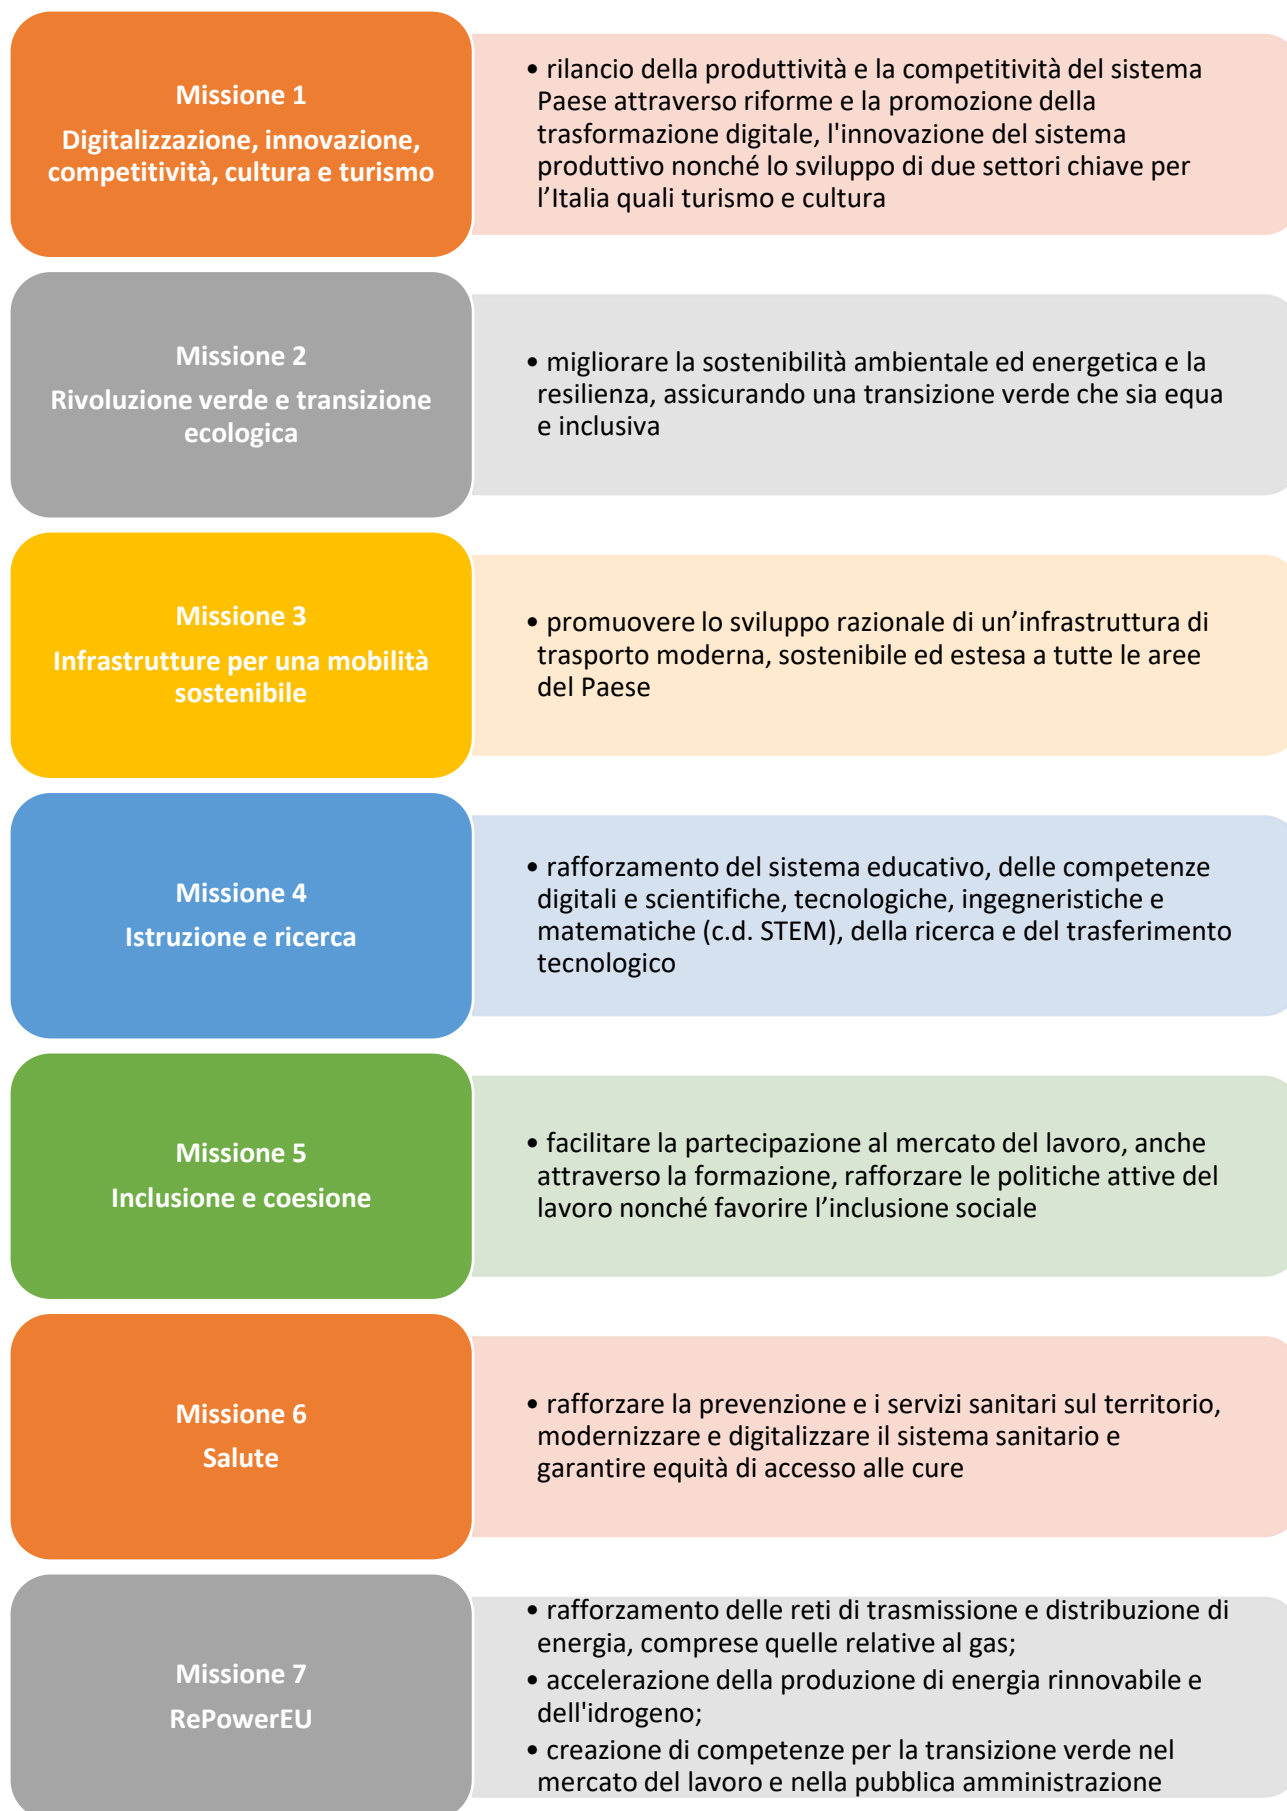 Missione 1
Digitalizzazione, innovazione,
competitività, cultura e turismo
• rilancio della produttività e la competitività del sistema
Paese attraverso riforme e la promozione della
trasformazione digitale, l'innovazione del sistema
produttivo nonché lo sviluppo di due settori chiave per
l’Italia quali turismo e cultura
Missione 2
Rivoluzione verde e transizione
ecologica
• migliorare la sostenibilità ambientale ed energetica e la
resilienza, assicurando una transizione verde che sia equa
e inclusiva
Missione 3
Infrastrutture per una mobilità
sostenibile
• promuovere lo sviluppo razionale di un’infrastruttura di
trasporto moderna, sostenibile ed estesa a tutte le aree
del Paese
Missione 4
Istruzione e ricerca
• rafforzamento del sistema educativo, delle competenze
digitali e scientifiche, tecnologiche, ingegneristiche e
matematiche (c.d. STEM), della ricerca e del trasferimento
tecnologico
Missione 5
Inclusione e coesione
• facilitare la partecipazione al mercato del lavoro, anche
attraverso la formazione, rafforzare le politiche attive del
lavoro nonché favorire l’inclusione sociale
Missione 6
Salute
• rafforzare la prevenzione e i servizi sanitari sul territorio,
modernizzare e digitalizzare il sistema sanitario e
garantire equità di accesso alle cure
Missione 7
RePowerEU
• rafforzamento delle reti di trasmissione e distribuzione di
energia, comprese quelle relative al gas;
• accelerazione della produzione di energia rinnovabile e
dell'idrogeno;
• creazione di competenze per la transizione verde nel
mercato del lavoro e nella pubblica amministrazione